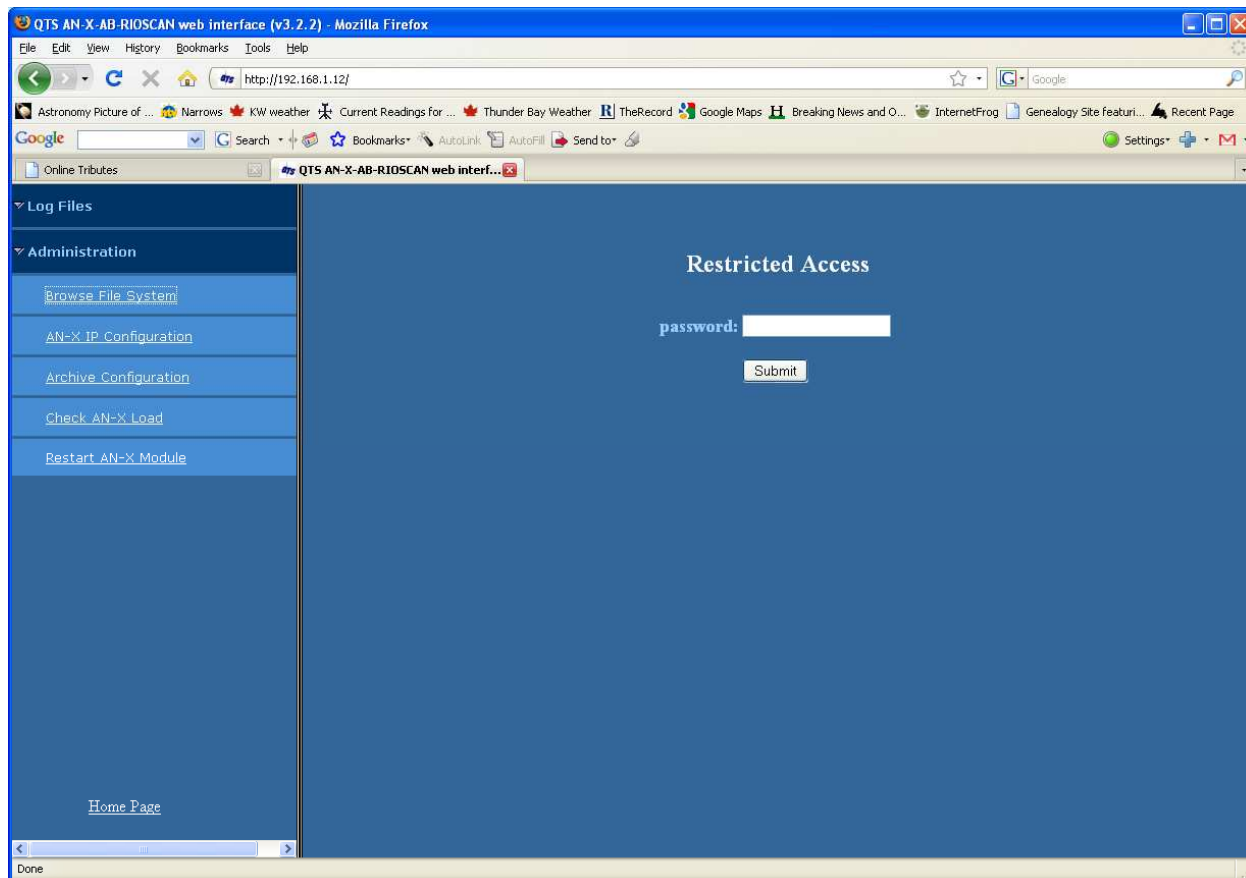 QTS AN-X-AB-RIOSCAN web interface (v3.2.2) - Mozilla Firefox
File Edit View History Bookmarks Tools Help
http://192.168.1.12/ Google
Astronomy Picture of ... Narrows KW weather Current Readings for ... Thunder Bay Weather TheRecord Google Maps Breaking News and O... InternetFrog Genealogy Site featuri... Recent Page
Google Search Bookmarks AutoLink AutoFill Send to Settings
Online Tributes QTS AN-X-AB-RIOSCAN web interf...
Log Files
Administration
Browse File System
AN-X IP Configuration
Archive Configuration
Check AN-X Load
Restart AN-X Module
Home Page
Restricted Access
password:
Submit
Done